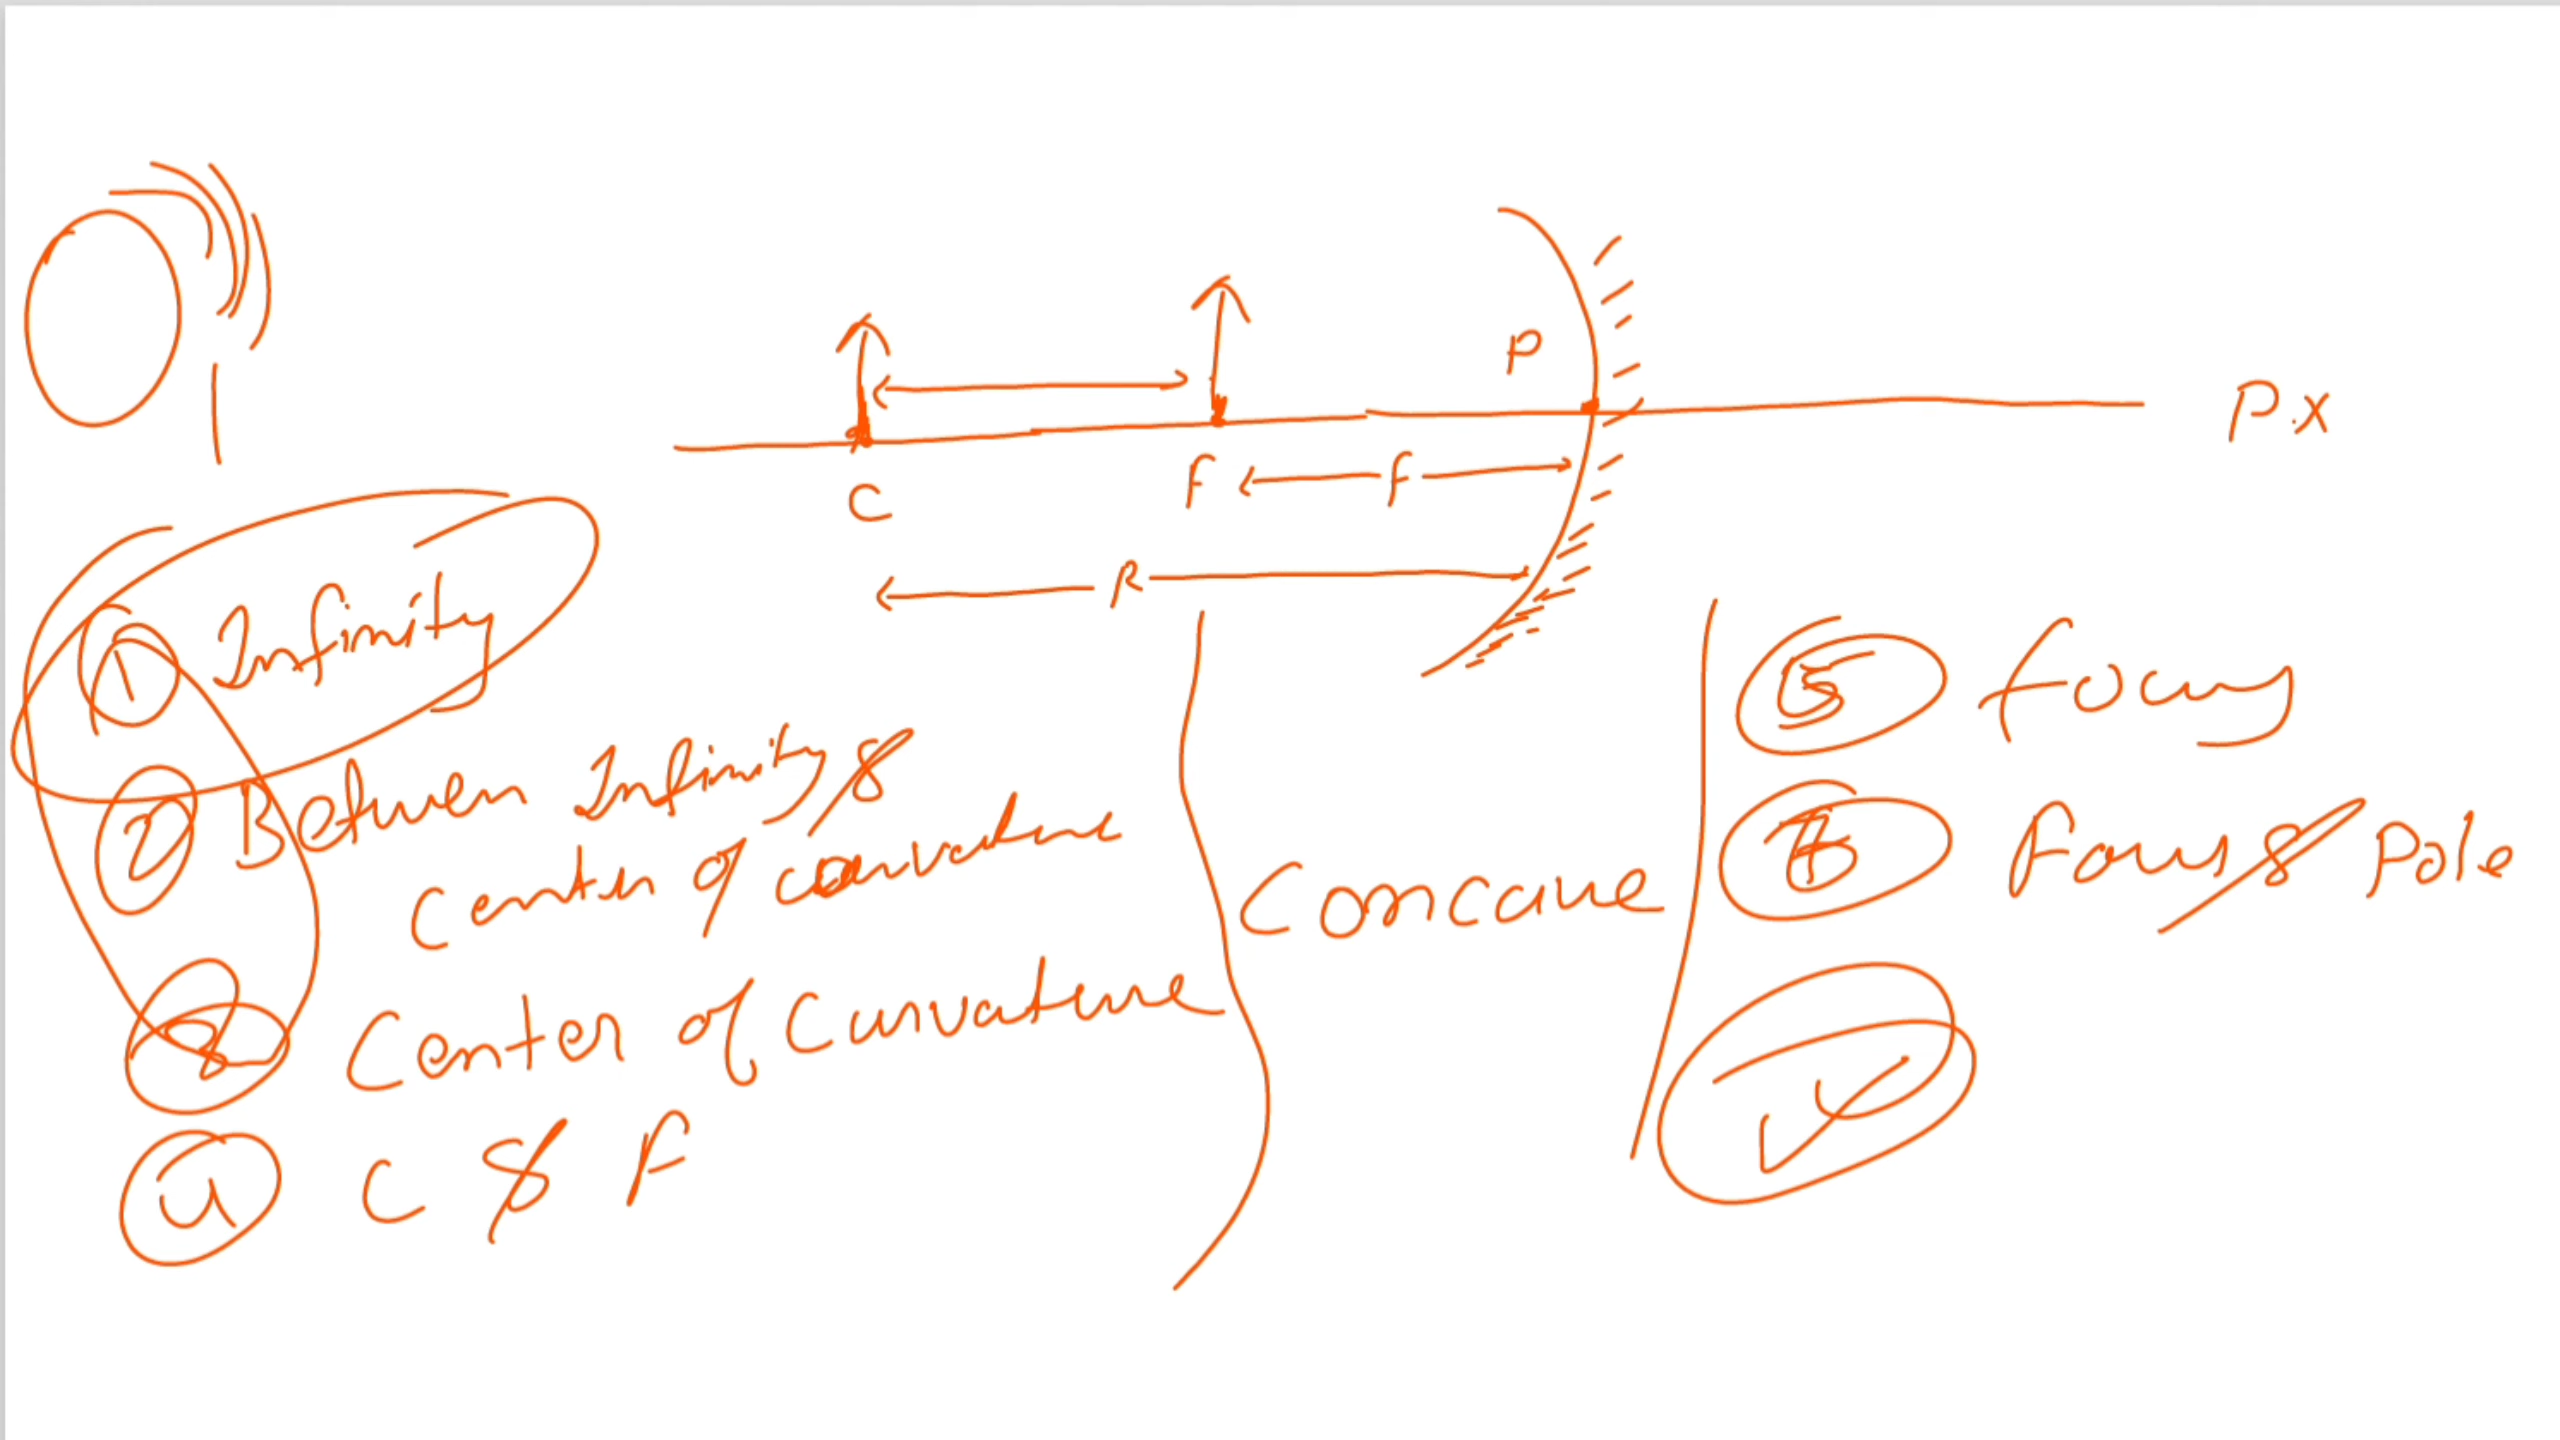 P
P.X
C
F
f
R
1 Infinity
2 Between Infinity &
Center of curvature
3 Center of Curvature
4 C & F
Concave
5 focus
6 Focus & Pole